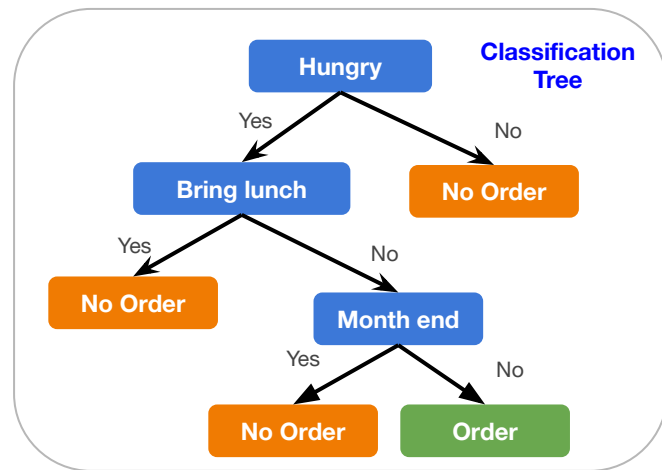 Hungry
Classification
Tree
Yes
No
Bring lunch
No Order
Yes
No
No Order
Month end
Yes
No
No Order
Order